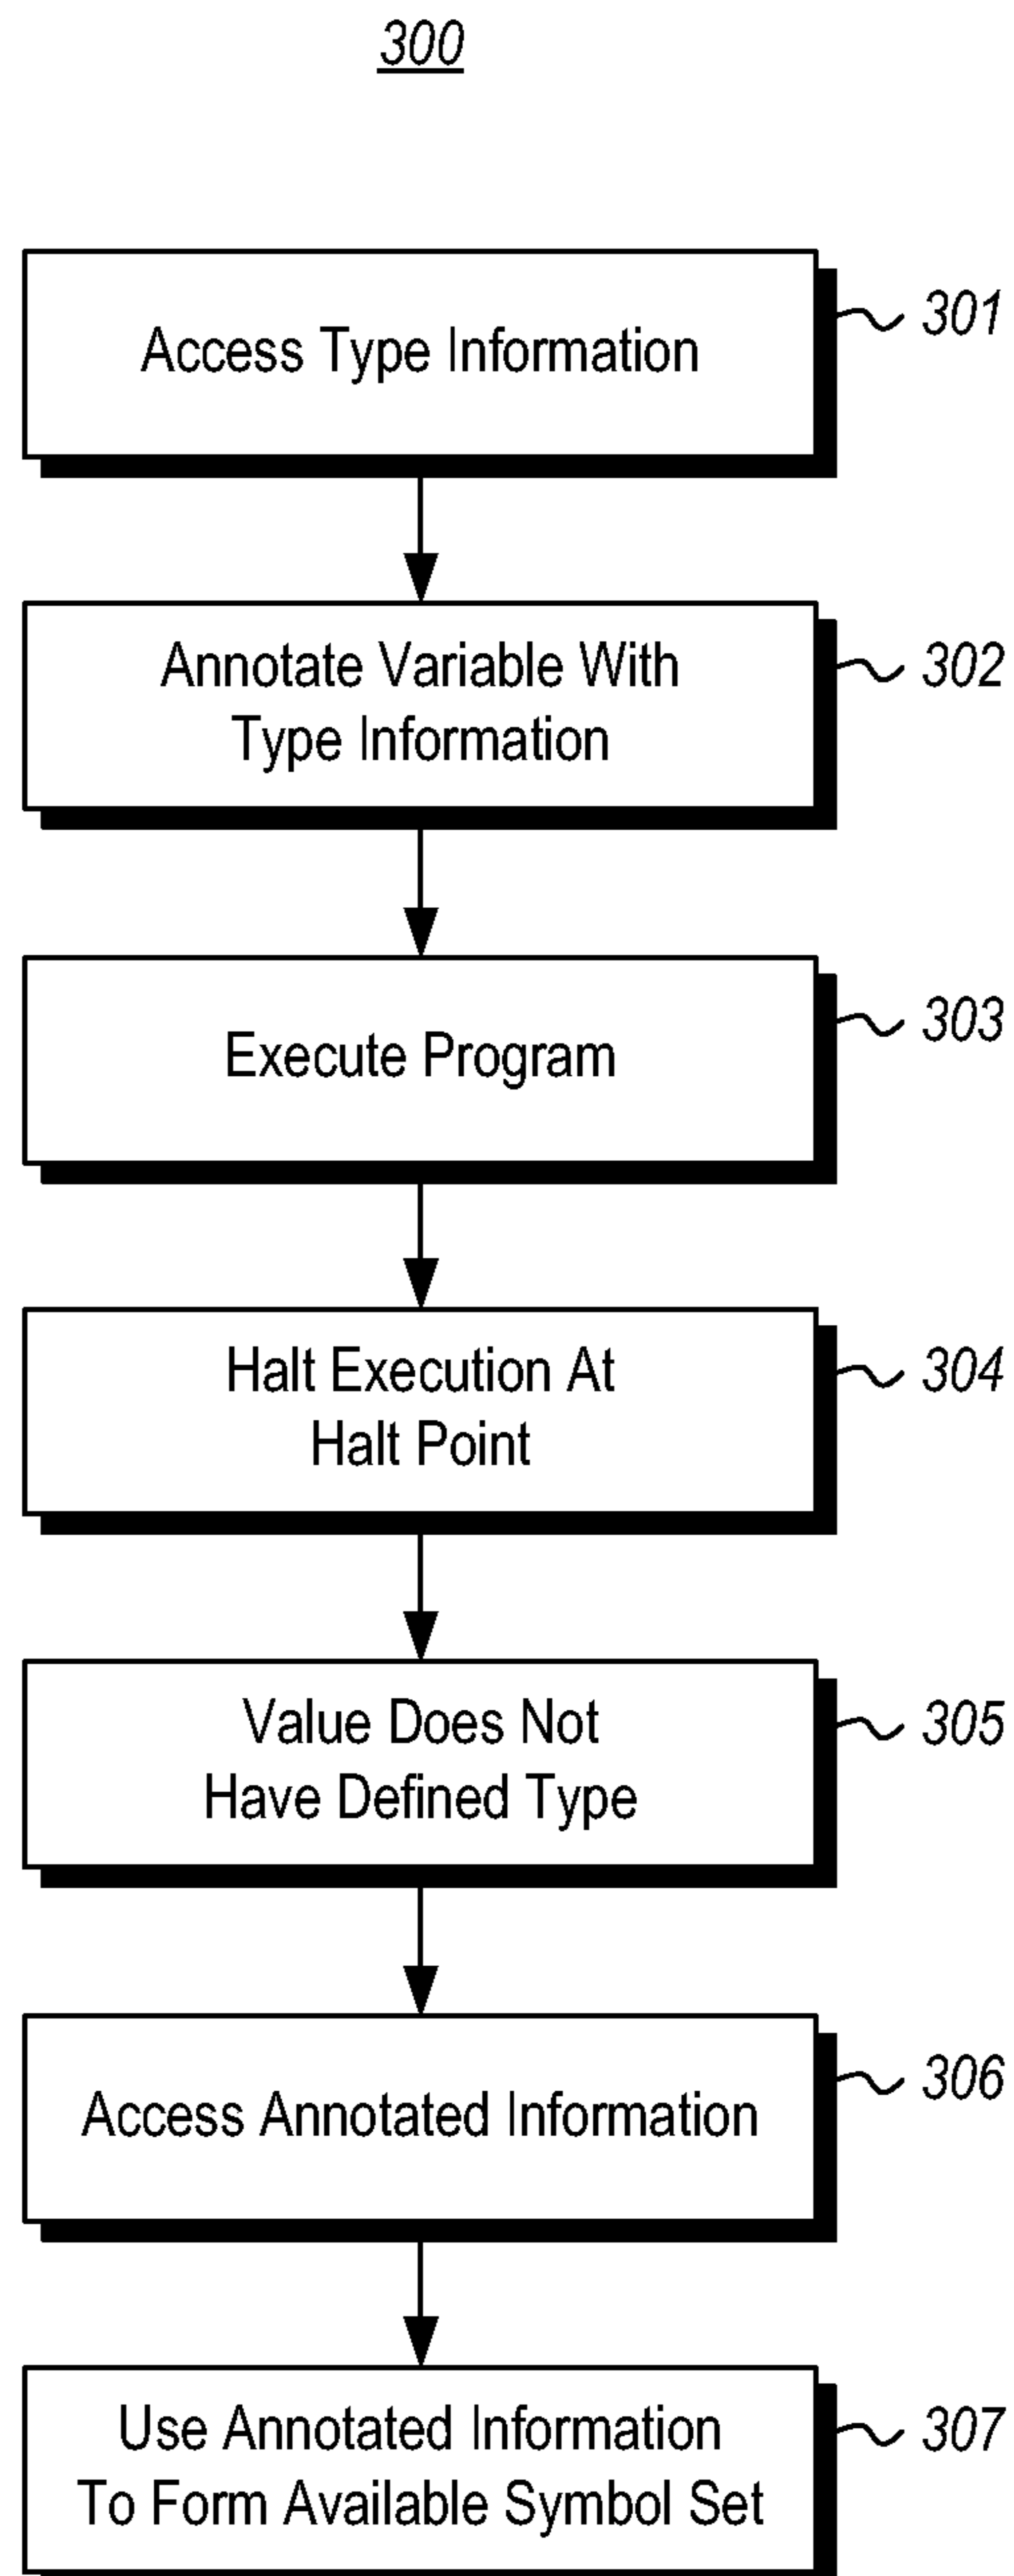 300
Access Type Information
301
Annotate Variable With
Type Information
302
Execute Program
303
Halt Execution At
Halt Point
304
Value Does Not
Have Defined Type
305
Access Annotated Information
306
Use Annotated Information
To Form Available Symbol Set
307